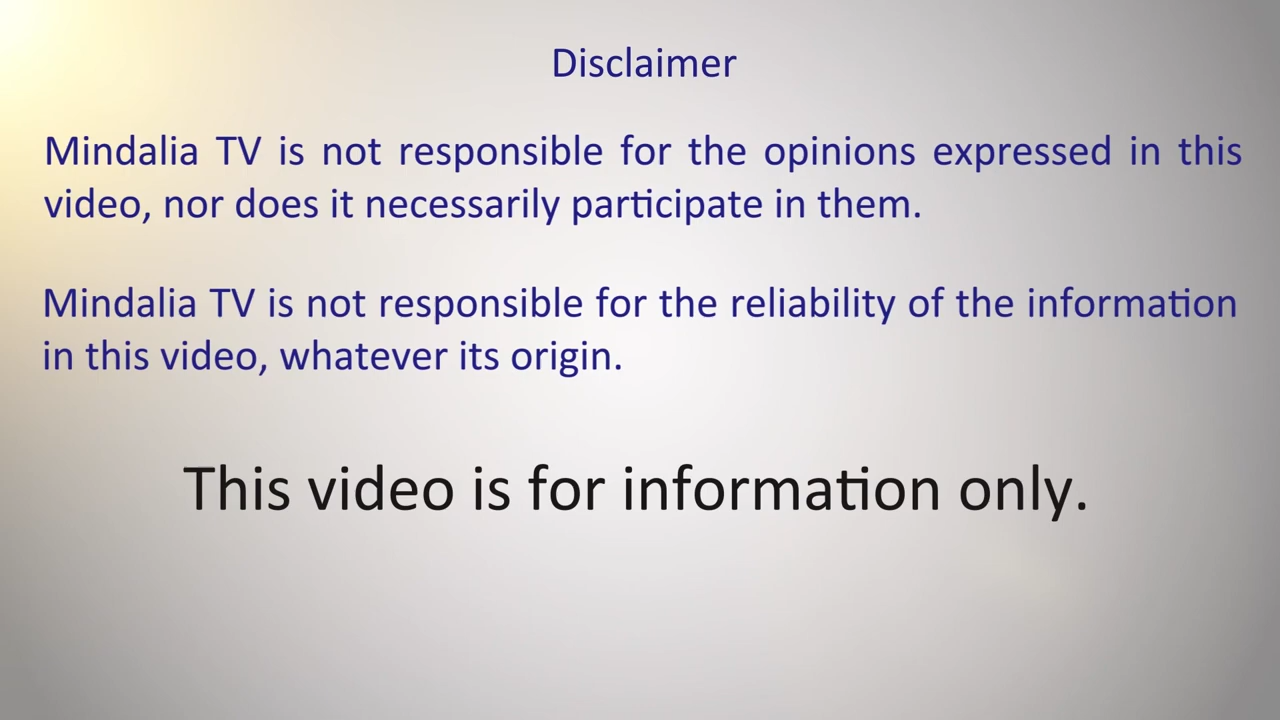 Disclaimer
Mindalia TV is not responsible for the opinions expressed in this
video, nor does it necessarily participate in them.
Mindalia TV is not responsible for the reliability of the information
in this video, whatever its origin.
This video is for information only.